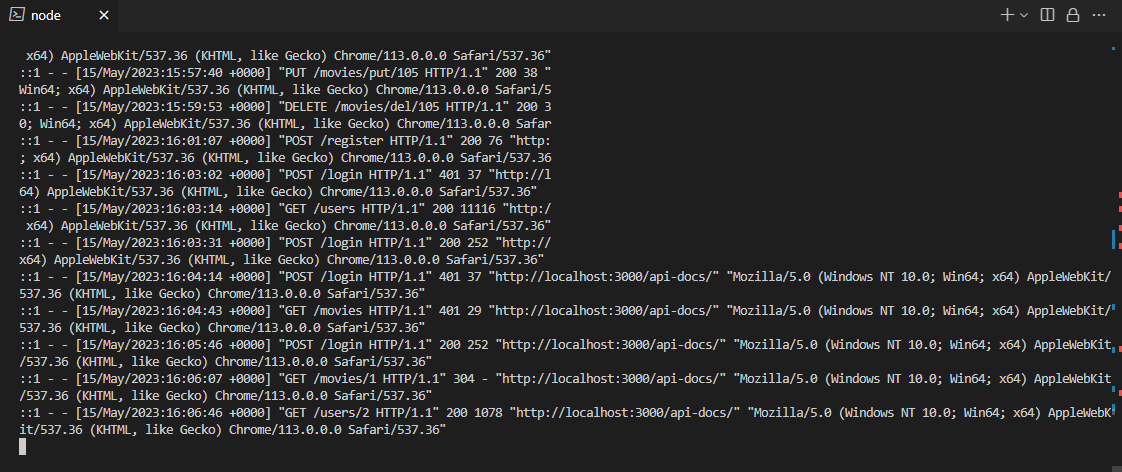 node
x64) AppleWebKit/537.36 (KHTML, like Gecko) Chrome/113.0.0.0 Safari/537.36"
::1 - - [15/May/2023:15:57:40 +0000] "PUT /movies/put/105 HTTP/1.1" 200 38 "
Win64; x64) AppleWebKit/537.36 (KHTML, like Gecko) Chrome/113.0.0.0 Safari/5
::1 - - [15/May/2023:15:59:53 +0000] "DELETE /movies/del/105 HTTP/1.1" 200 3
0; Win64; x64) AppleWebKit/537.36 (KHTML, like Gecko) Chrome/113.0.0.0 Safar
::1 - - [15/May/2023:16:01:07 +0000] "POST /register HTTP/1.1" 200 76 "http:
; x64) AppleWebKit/537.36 (KHTML, like Gecko) Chrome/113.0.0.0 Safari/537.36
::1 - - [15/May/2023:16:03:02 +0000] "POST /login HTTP/1.1" 401 37 "http://l
64) AppleWebKit/537.36 (KHTML, like Gecko) Chrome/113.0.0.0 Safari/537.36"
::1 - - [15/May/2023:16:03:14 +0000] "GET /users HTTP/1.1" 200 11116 "http:/
x64) AppleWebKit/537.36 (KHTML, like Gecko) Chrome/113.0.0.0 Safari/537.36"
::1 - - [15/May/2023:16:03:31 +0000] "POST /login HTTP/1.1" 200 252 "http://
x64) AppleWebKit/537.36 (KHTML, like Gecko) Chrome/113.0.0.0 Safari/537.36"
::1 - - [15/May/2023:16:04:14 +0000] "POST /login HTTP/1.1" 401 37 "http://localhost:3000/api-docs/" "Mozilla/5.0 (Windows NT 10.0; Win64; x64) AppleWebKit/
537.36 (KHTML, like Gecko) Chrome/113.0.0.0 Safari/537.36"
::1 - - [15/May/2023:16:04:43 +0000] "GET /movies HTTP/1.1" 401 29 "http://localhost:3000/api-docs/" "Mozilla/5.0 (Windows NT 10.0; Win64; x64) AppleWebKit/
537.36 (KHTML, like Gecko) Chrome/113.0.0.0 Safari/537.36"
::1 - - [15/May/2023:16:05:46 +0000] "POST /login HTTP/1.1" 200 252 "http://localhost:3000/api-docs/" "Mozilla/5.0 (Windows NT 10.0; Win64; x64) AppleWebKit
/537.36 (KHTML, like Gecko) Chrome/113.0.0.0 Safari/537.36"
::1 - - [15/May/2023:16:06:07 +0000] "GET /movies/1 HTTP/1.1" 304 - "http://localhost:3000/api-docs/" "Mozilla/5.0 (Windows NT 10.0; Win64; x64) AppleWebKit
/537.36 (KHTML, like Gecko) Chrome/113.0.0.0 Safari/537.36"
::1 - - [15/May/2023:16:06:46 +0000] "GET /users/2 HTTP/1.1" 200 1078 "http://localhost:3000/api-docs/" "Mozilla/5.0 (Windows NT 10.0; Win64; x64) AppleWebK
it/537.36 (KHTML, like Gecko) Chrome/113.0.0.0 Safari/537.36"